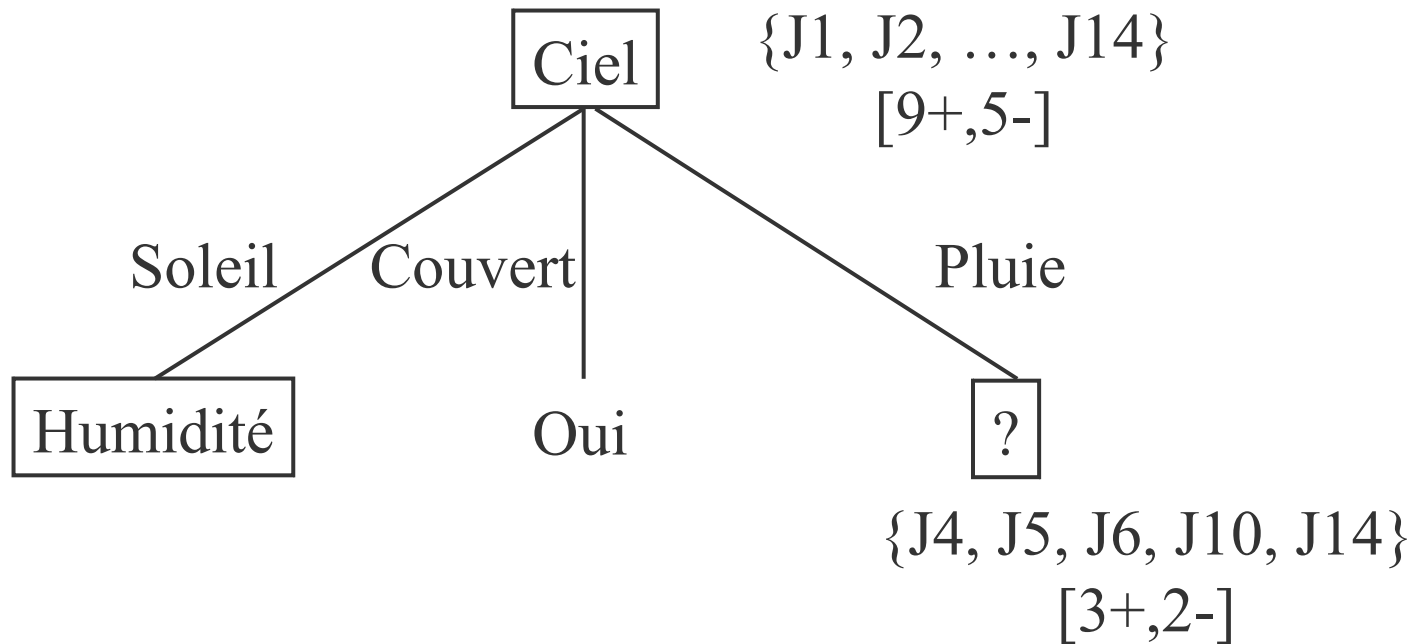 Ciel
{J1, J2, …, J14}
[9+,5-]
Soleil
Couvert
Pluie
Humidité
Oui
?
{J4, J5, J6, J10, J14}
[3+,2-]